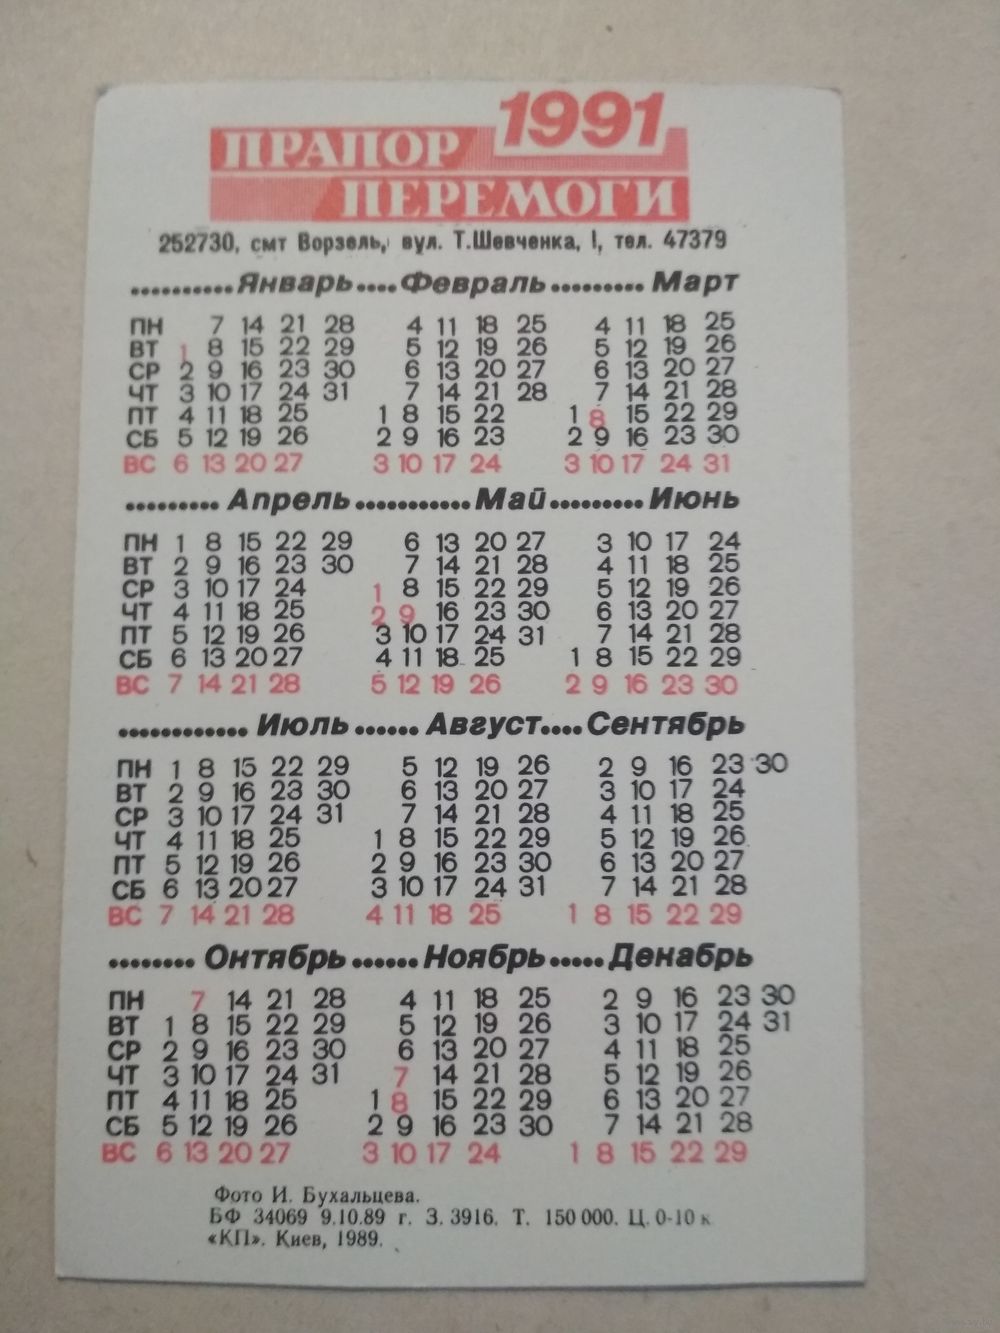 1991
ПРАПОР
ПЕРЕМОГИ
252730, смт Ворзель, вул. Т.Шевченка, І, тел. 47379
..........Январь....Февраль.........Март
ПН 7 14 21 28 4 11 18 25 4 11 18 25
ВТ 1 8 15 22 29 5 12 19 26 5 12 19 26
СР 2 9 16 23 30 6 13 20 27 6 13 20 27
ЧТ 3 10 17 24 31 7 14 21 28 7 14 21 28
ПТ 4 11 18 25 1 8 15 22 1 8 15 22 29
СБ 5 12 19 26 2 9 16 23 2 9 16 23 30
ВС 6 13 20 27 3 10 17 24 3 10 17 24 31
.........Апрель...........Май.........Июнь
ПН 1 8 15 22 29 6 13 20 27 3 10 17 24
ВТ 2 9 16 23 30 7 14 21 28 4 11 18 25
СР 3 10 17 24 1 8 15 22 29 5 12 19 26
ЧТ 4 11 18 25 2 9 16 23 30 6 13 20 27
ПТ 5 12 19 26 3 10 17 24 31 7 14 21 28
СБ 6 13 20 27 4 11 18 25 1 8 15 22 29
ВС 7 14 21 28 5 12 19 26 2 9 16 23 30
............Июль......Август....Сентябрь
ПН 1 8 15 22 29 5 12 19 26 2 9 16 23 30
ВТ 2 9 16 23 30 6 13 20 27 3 10 17 24
СР 3 10 17 24 31 7 14 21 28 4 11 18 25
ЧТ 4 11 18 25 1 8 15 22 29 5 12 19 26
ПТ 5 12 19 26 2 9 16 23 30 6 13 20 27
СБ 6 13 20 27 3 10 17 24 31 7 14 21 28
ВС 7 14 21 28 4 11 18 25 1 8 15 22 29
........Октябрь......Ноябрь.....Декабрь
ПН 7 14 21 28 4 11 18 25 2 9 16 23 30
ВТ 1 8 15 22 29 5 12 19 26 3 10 17 24 31
СР 2 9 16 23 30 6 13 20 27 4 11 18 25
ЧТ 3 10 17 24 31 7 14 21 28 5 12 19 26
ПТ 4 11 18 25 1 8 15 22 29 6 13 20 27
СБ 5 12 19 26 2 9 16 23 30 7 14 21 28
ВС 6 13 20 27 3 10 17 24 1 8 15 22 29
Фото И. Бухальцева.
БФ 34069 9.10.89 г. З. 3916. Т. 150 000. Ц. 0-10 к
«КП». Киев, 1989.